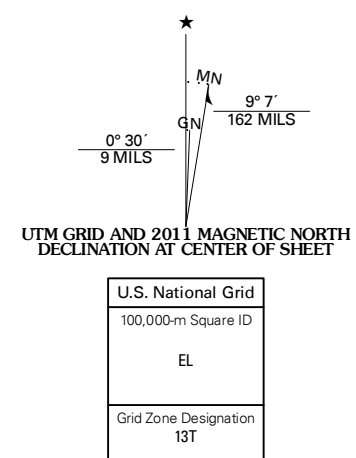 ★
MN
GN
9° 7´
162 MILS
0° 30´
9 MILS
UTM GRID AND 2011 MAGNETIC NORTH
DECLINATION AT CENTER OF SHEET
U.S. National Grid
100,000-m Square ID
EL
Grid Zone Designation
13T